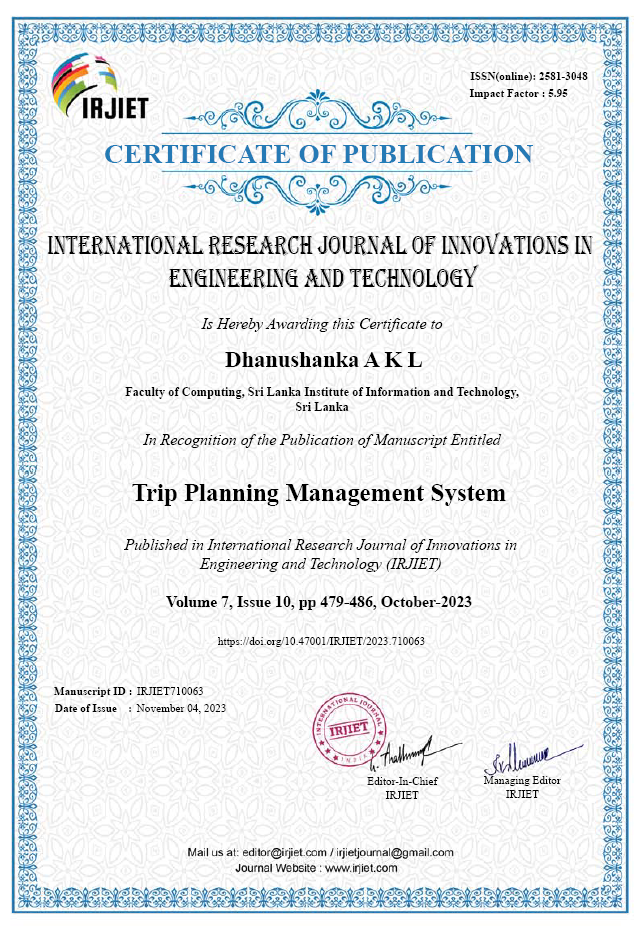 IRJIET
ISSN(online): 2581-3048
Impact Factor : 5.95
CERTIFICATE OF PUBLICATION
INTERNATIONAL RESEARCH JOURNAL OF INNOVATIONS IN
ENGINEERING AND TECHNOLOGY
Is Hereby Awarding this Certificate to
Dhanushanka A K L
Faculty of Computing, Sri Lanka Institute of Information and Technology,
Sri Lanka
In Recognition of the Publication of Manuscript Entitled
Trip Planning Management System
Published in International Research Journal of Innovations in
Engineering and Technology (IRJIET)
Volume 7, Issue 10, pp 479-486, October-2023
https://doi.org/10.47001/IRJIET/2023.710063
Manuscript ID : IRJIET710063
Date of Issue : November 04, 2023
INTERNATIONAL JOURNAL
IRJIET
INDIA
Editor-In-Chief
IRJIET
Managing Editor
IRJIET
Mail us at: editor@irjiet.com / irjietjournal@gmail.com
Journal Website : www.irjiet.com